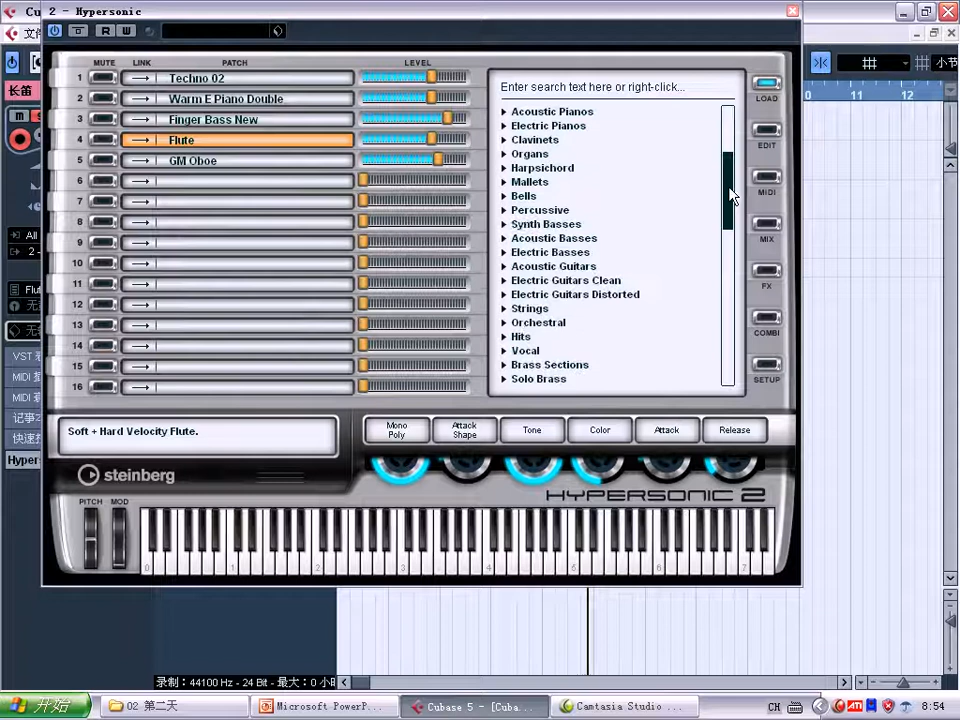 Cu
2 - Hypersonic
文件
R W
MUTE LINK PATCH LEVEL
1 Techno 02
2 Warm E Piano Double
3 Finger Bass New
4 Flute
5 GM Oboe
6
7
8
9
10
11
12
13
14
15
16
Enter search text here or right-click...
Acoustic Pianos
Electric Pianos
Clavinets
Organs
Harpsichord
Mallets
Bells
Percussive
Synth Basses
Acoustic Basses
Electric Basses
Acoustic Guitars
Electric Guitars Clean
Electric Guitars Distorted
Strings
Orchestral
Hits
Vocal
Brass Sections
Solo Brass
LOAD
EDIT
MIDI
MIX
FX
COMBI
SETUP
小节
11 12
长笛
m
All
2 -
Flu
VST
MIDI
MIDI
Hyper
Soft + Hard Velocity Flute.
Mono Poly
Attack Shape
Tone
Color
Attack
Release
steinberg
HYPERSONIC 2
PITCH MOD
0 1 2 3 4 5 6 7
录制：44100 Hz - 24 Bit - 最大：0 小
开始
02 第二天
Microsoft PowerP...
Cubase 5 - [Cuba...
Camtasia Studio ...
CH
8:54